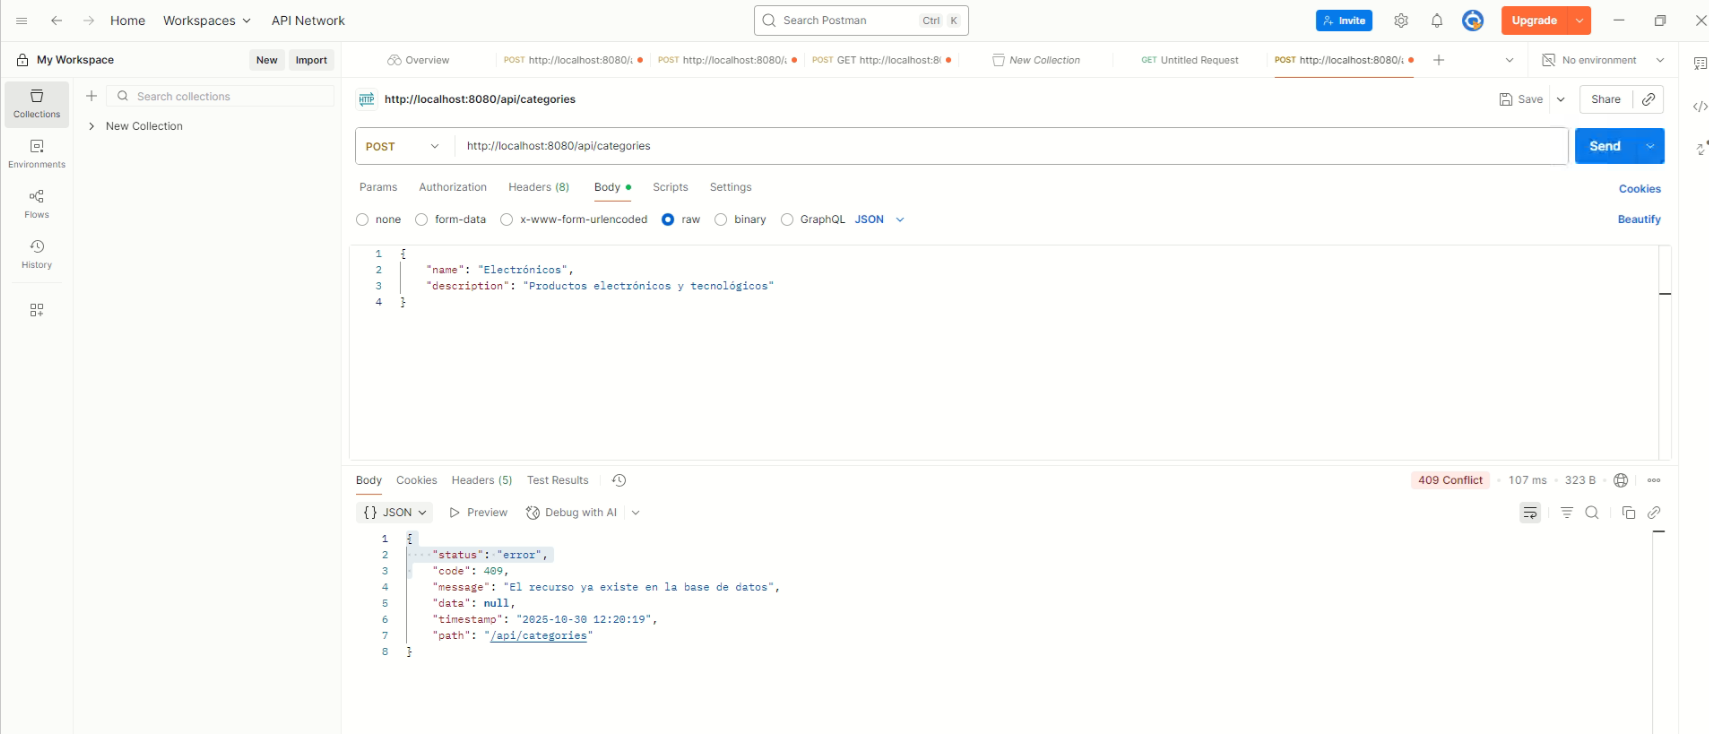 Home Workspaces API Network Search Postman Ctrl K Invite Upgrade
My Workspace New Import Overview POST http://localhost:8080/a POST http://localhost:8080/a POST GET http://localhost:8 New Collection GET Untitled Request POST http://localhost:8080/a No environment
Collections
Environments
Flows
History
Search collections
New Collection
HTTP http://localhost:8080/api/categories Save Share
POST http://localhost:8080/api/categories Send
Params Authorization Headers (8) Body Scripts Settings Cookies
none form-data x-www-form-urlencoded raw binary GraphQL JSON Beautify
1 {
2 "name": "Electrónicos",
3 "description": "Productos electrónicos y tecnológicos"
4 }
Body Cookies Headers (5) Test Results 409 Conflict 107 ms 323 B
{} JSON Preview Debug with AI
1 {
2 "status": "error",
3 "code": 409,
4 "message": "El recurso ya existe en la base de datos",
5 "data": null,
6 "timestamp": "2025-10-30 12:20:19",
7 "path": "/api/categories"
8 }